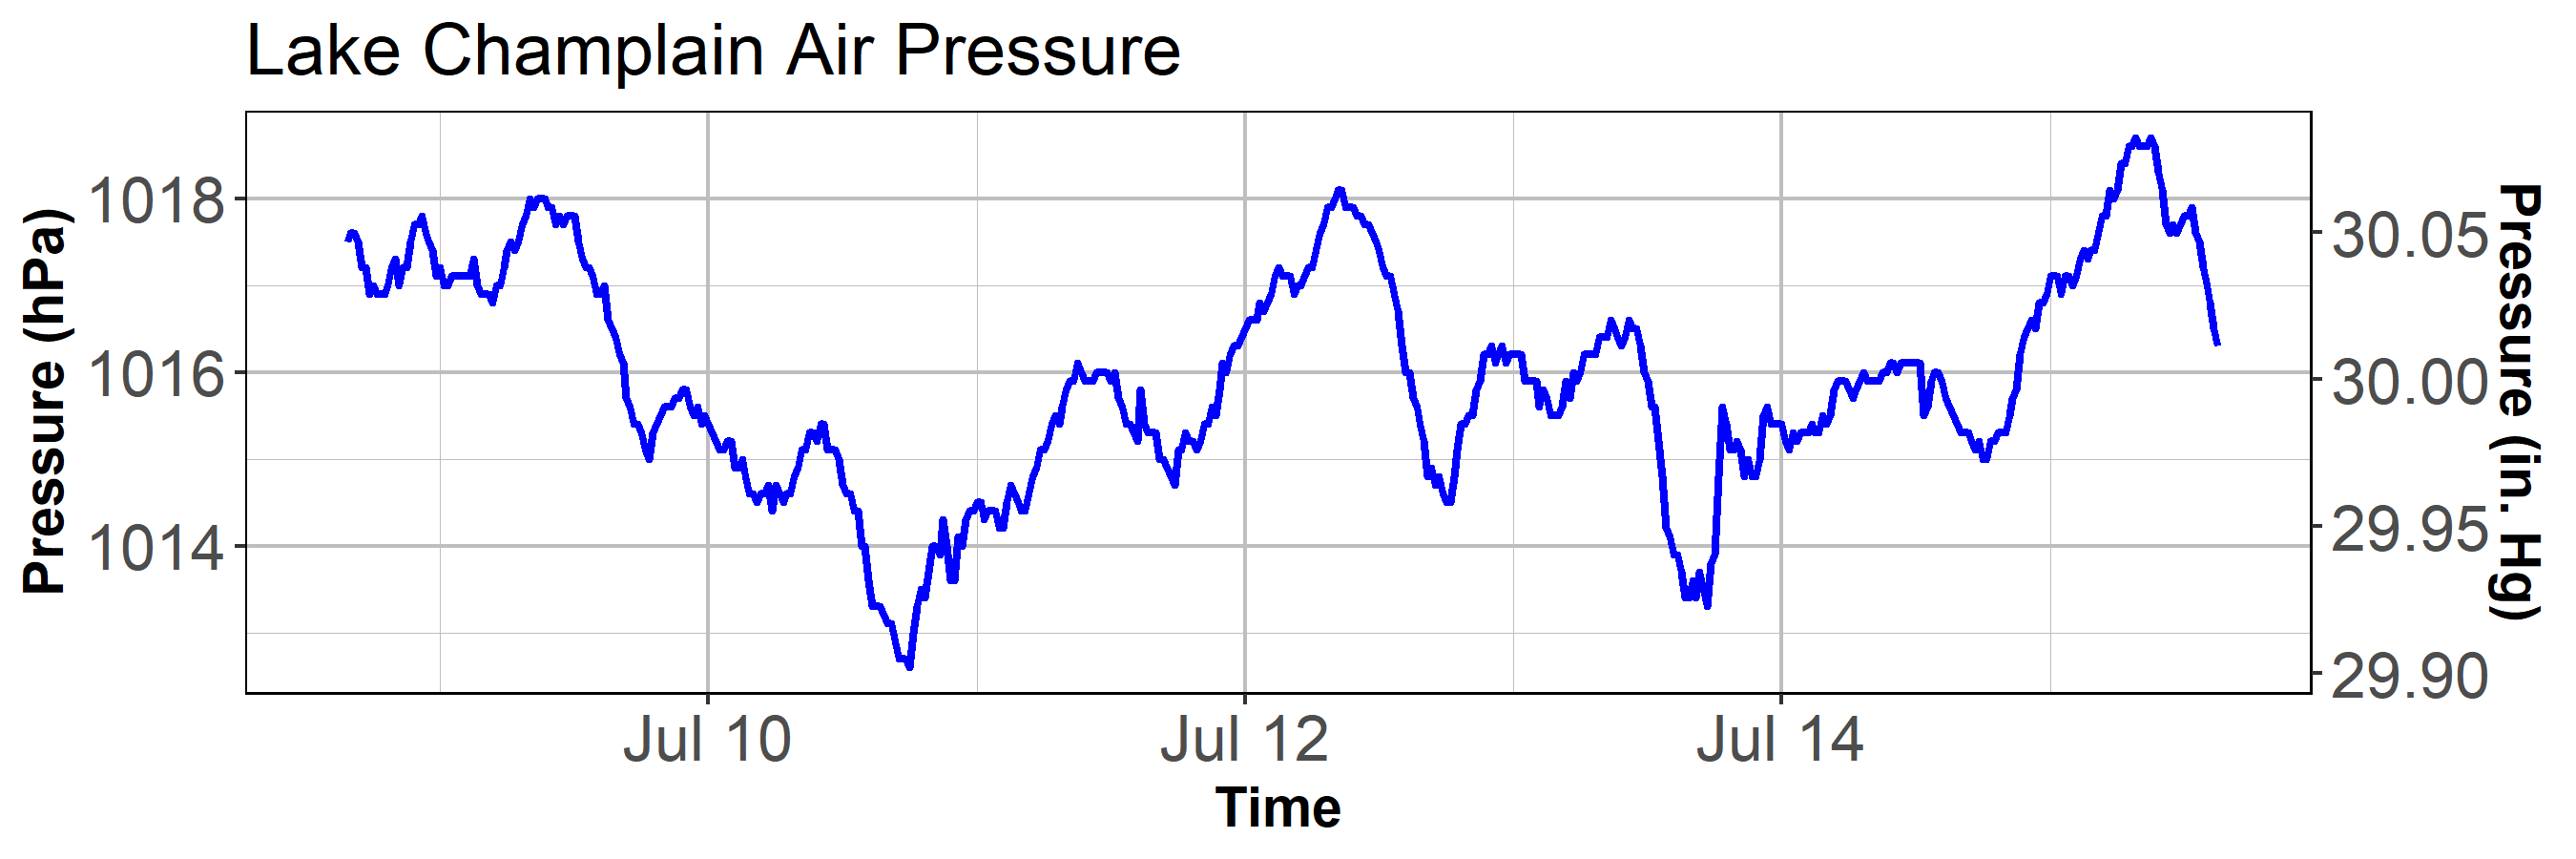 Lake Champlain Air Pressure
Pressure (hPa)
1018
1016
1014
30.05
30.00
29.95
29.90
Pressure (in. Hg)
Jul 10 Jul 12 Jul 14
Time